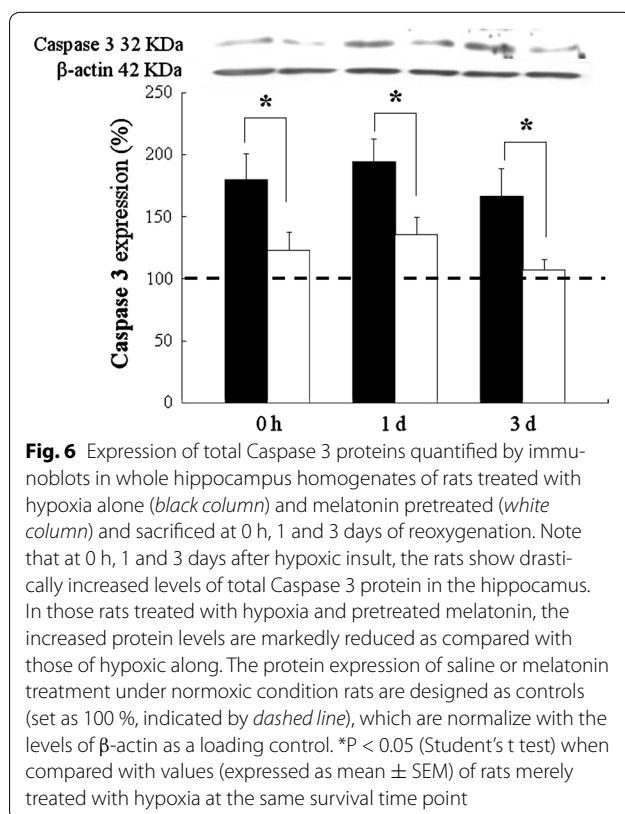 Caspase 3 32 KDa
β-actin 42 KDa
250
200
150
100
50
0
Caspase 3 expression (%)
*
*
*
0 h
1 d
3 d
Fig. 6 Expression of total Caspase 3 proteins quantified by immu-
noblots in whole hippocampus homogenates of rats treated with
hypoxia alone (black column) and melatonin pretreated (white
column) and sacrificed at 0 h, 1 and 3 days of reoxygenation. Note
that at 0 h, 1 and 3 days after hypoxic insult, the rats show drasti-
cally increased levels of total Caspase 3 protein in the hippocamus.
In those rats treated with hypoxia and pretreated melatonin, the
increased protein levels are markedly reduced as compared with
those of hypoxic along. The protein expression of saline or melatonin
treatment under normoxic condition rats are designed as controls
(set as 100 %, indicated by dashed line), which are normalize with the
levels of β-actin as a loading control. *P < 0.05 (Student's t test) when
compared with values (expressed as mean ± SEM) of rats merely
treated with hypoxia at the same survival time point